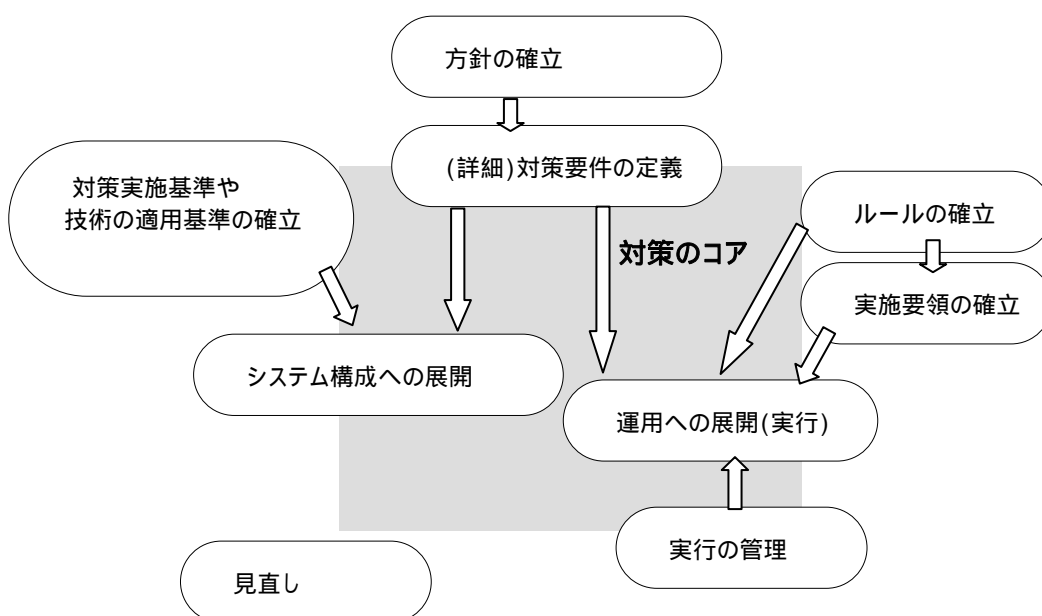 方針の確立
(詳細)対策要件の定義
対策実施基準や
技術の適用基準の確立
ルールの確立
対策のコア
実施要領の確立
システム構成への展開
運用への展開(実行)
実行の管理
見直し